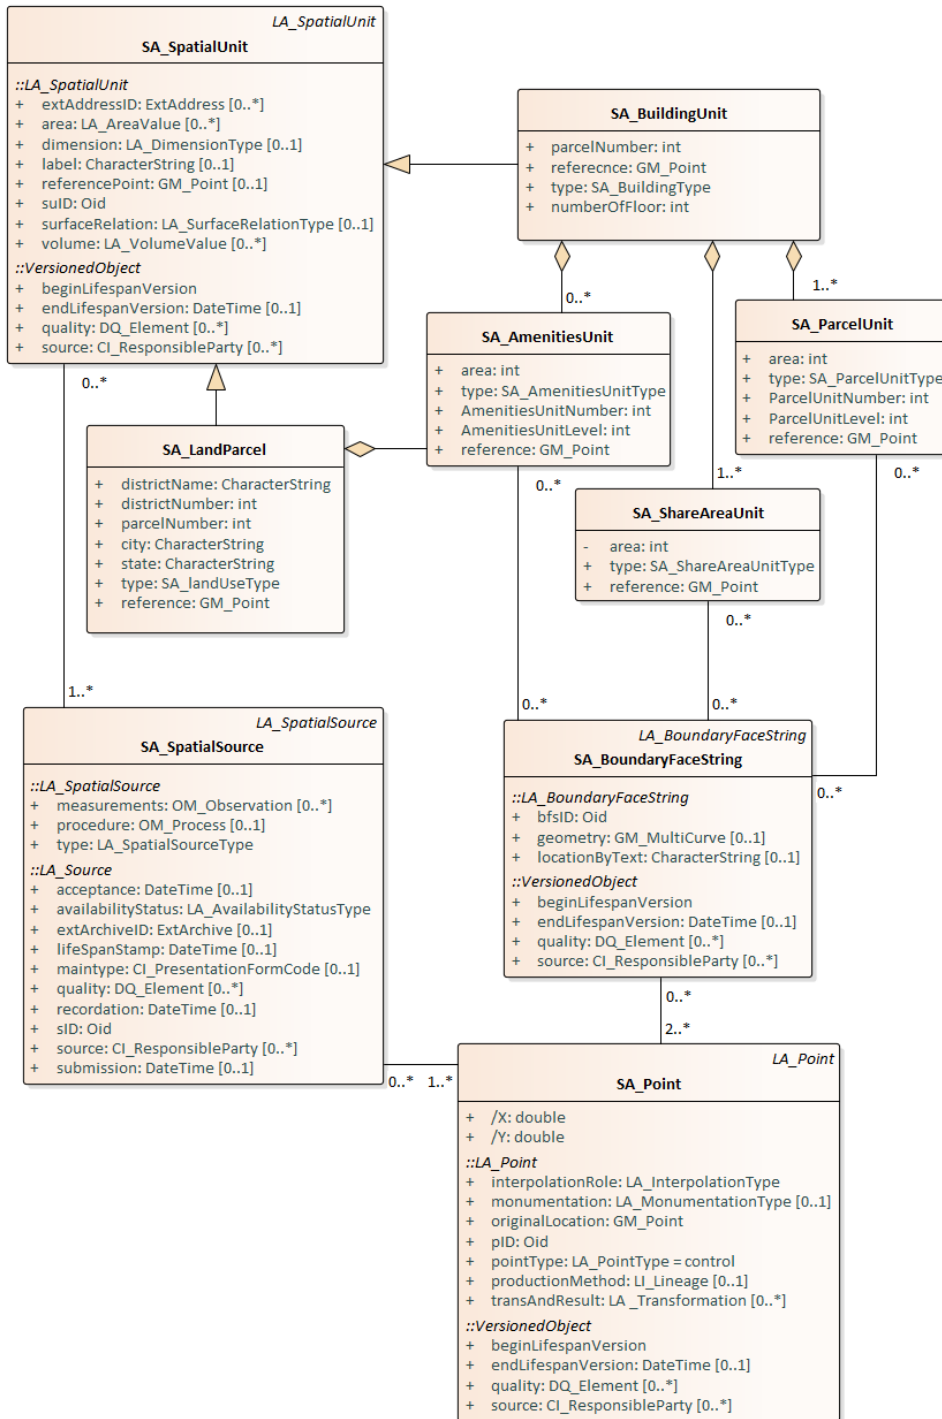 LA_SpatialUnit
SA_SpatialUnit
::LA_SpatialUnit
+ extAddressID: ExtAddress [0..*]
+ area: LA_AreaValue [0..*]
+ dimension: LA_DimensionType [0..1]
+ label: CharacterString [0..1]
+ referencePoint: GM_Point [0..1]
+ suID: Oid
+ surfaceRelation: LA_SurfaceRelationType [0..1]
+ volume: LA_VolumeValue [0..*]
::VersionedObject
+ beginLifespanVersion
+ endLifespanVersion: DateTime [0..1]
+ quality: DQ_Element [0..*]
+ source: CI_ResponsibleParty [0..*]
SA_BuildingUnit
+ parcelNumber: int
+ referecnce: GM_Point
+ type: SA_BuildingType
+ numberOfFloor: int
0..*
1..*
SA_AmenitiesUnit
+ area: int
+ type: SA_AmenitiesUnitType
+ AmenitiesUnitNumber: int
+ AmenitiesUnitLevel: int
+ reference: GM_Point
SA_ParcelUnit
+ area: int
+ type: SA_ParcelUnitType
+ ParcelUnitNumber: int
+ ParcelUnitLevel: int
+ reference: GM_Point
0..*
SA_LandParcel
+ districtName: CharacterString
+ districtNumber: int
+ parcelNumber: int
+ city: CharacterString
+ state: CharacterString
+ type: SA_landUseType
+ reference: GM_Point
0..*
1..*
0..*
SA_ShareAreaUnit
- area: int
+ type: SA_ShareAreaUnitType
+ reference: GM_Point
0..*
1..*
0..*
0..*
0..*
LA_SpatialSource
SA_SpatialSource
::LA_SpatialSource
+ measurements: OM_Observation [0..*]
+ procedure: OM_Process [0..1]
+ type: LA_SpatialSourceType
::LA_Source
+ acceptance: DateTime [0..1]
+ availabilityStatus: LA_AvailabilityStatusType
+ extArchiveID: ExtArchive [0..1]
+ lifeSpanStamp: DateTime [0..1]
+ maintype: CI_PresentationFormCode [0..1]
+ quality: DQ_Element [0..*]
+ recordation: DateTime [0..1]
+ sID: Oid
+ source: CI_ResponsibleParty [0..*]
+ submission: DateTime [0..1]
LA_BoundaryFaceString
SA_BoundaryFaceString
::LA_BoundaryFaceString
+ bfsID: Oid
+ geometry: GM_MultiCurve [0..1]
+ locationByText: CharacterString [0..1]
::VersionedObject
+ beginLifespanVersion
+ endLifespanVersion: DateTime [0..1]
+ quality: DQ_Element [0..*]
+ source: CI_ResponsibleParty [0..*]
0..*
2..*
0..* 1..*
LA_Point
SA_Point
+ /X: double
+ /Y: double
::LA_Point
+ interpolationRole: LA_InterpolationType
+ monumentation: LA_MonumentationType [0..1]
+ originalLocation: GM_Point
+ pID: Oid
+ pointType: LA_PointType = control
+ productionMethod: LI_Lineage [0..1]
+ transAndResult: LA _Transformation [0..*]
::VersionedObject
+ beginLifespanVersion
+ endLifespanVersion: DateTime [0..1]
+ quality: DQ_Element [0..*]
+ source: CI_ResponsibleParty [0..*]